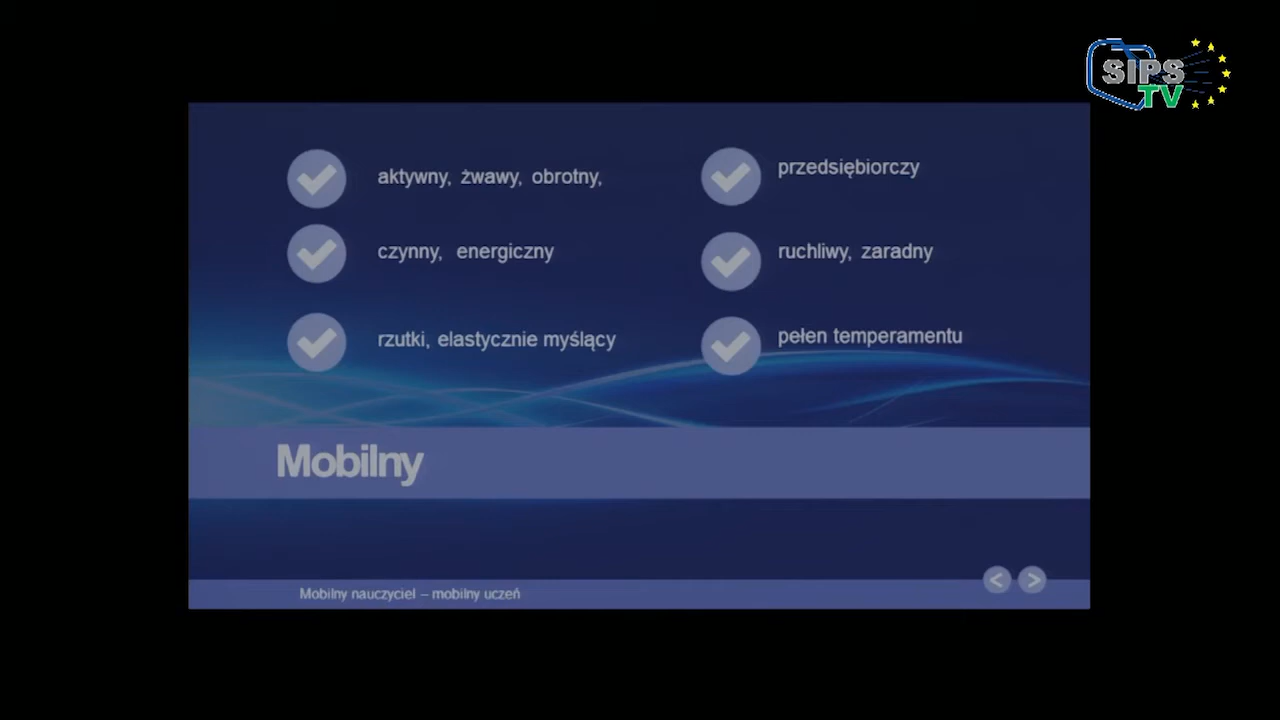 SIPS
TV
aktywny, żwawy, obrotny,
czynny, energiczny
rzutki, elastycznie myślący
przedsiębiorczy
ruchliwy, zaradny
pełen temperamentu
Mobilny
Mobilny nauczyciel – mobilny uczeń
< >